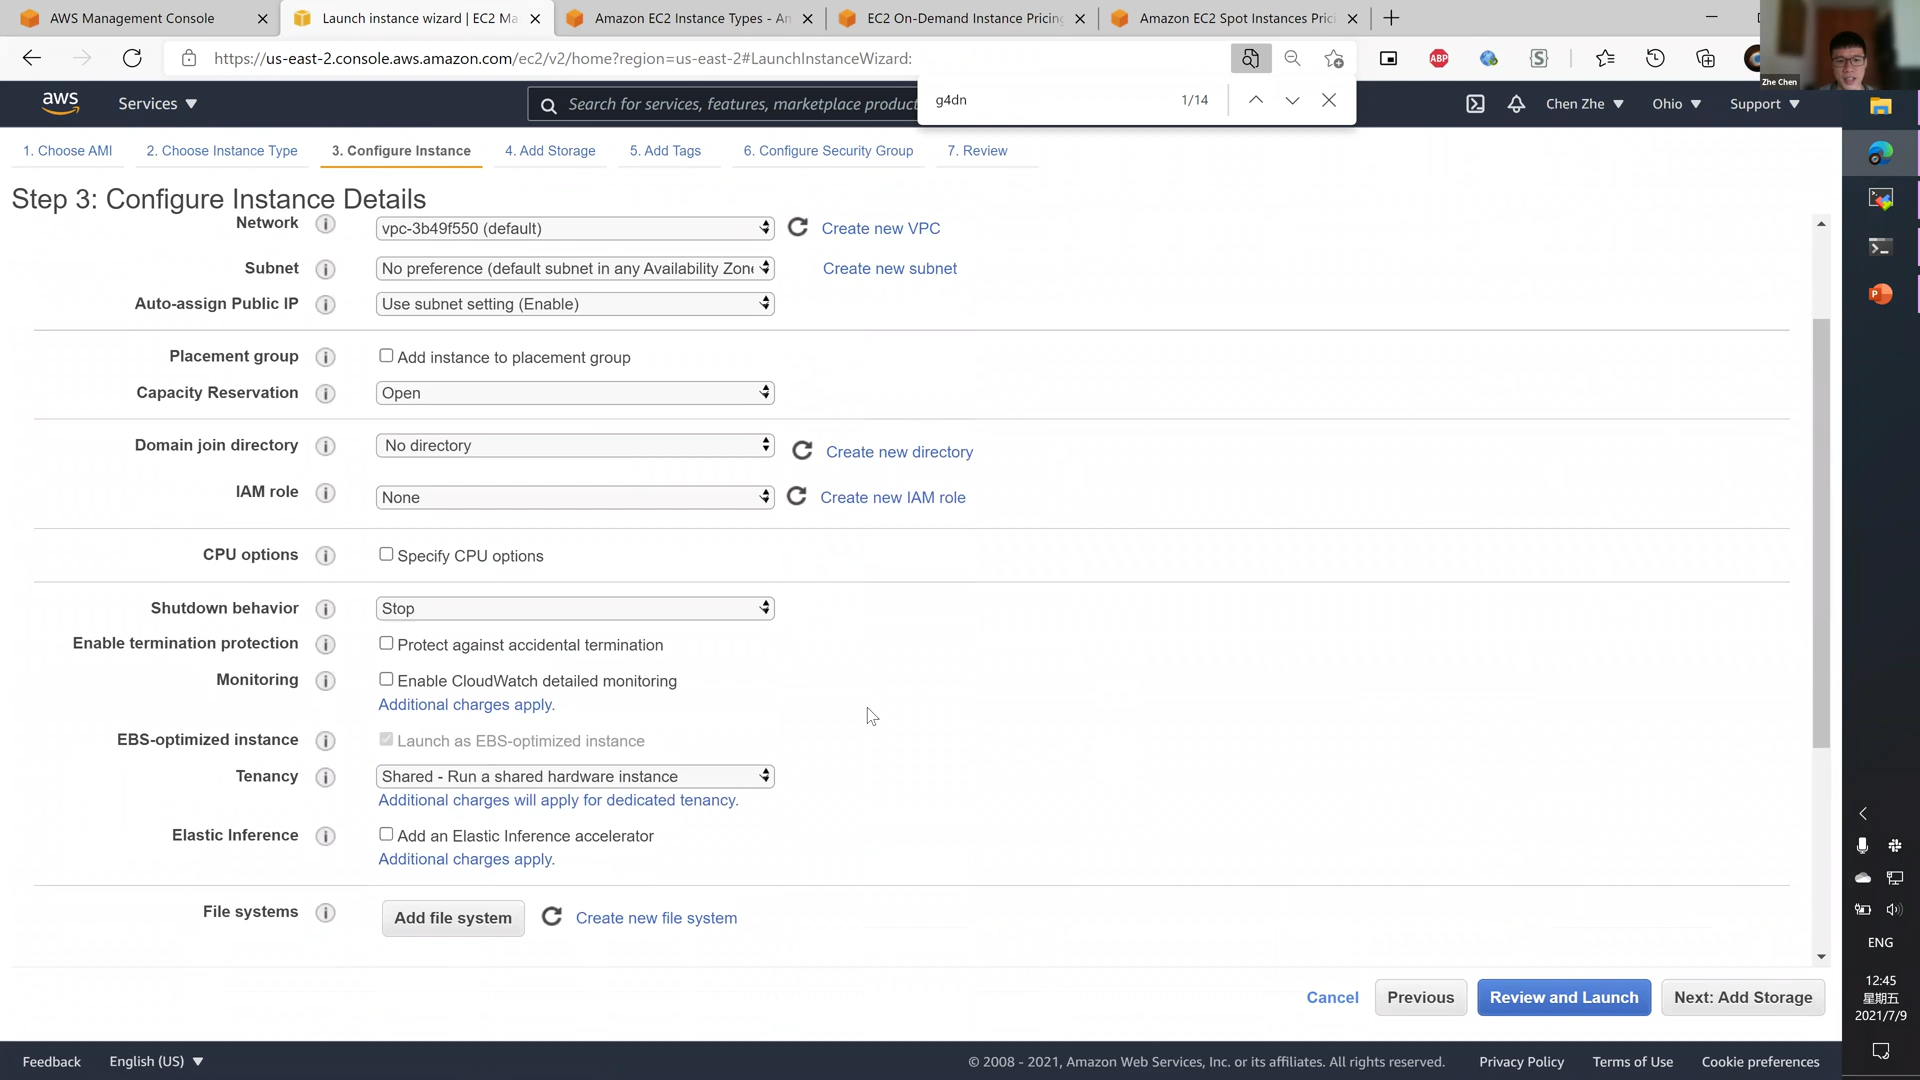 AWS Management Console
Launch instance wizard | EC2 Ma
Amazon EC2 Instance Types - An
EC2 On-Demand Instance Pricing
Amazon EC2 Spot Instances Pric
https://us-east-2.console.aws.amazon.com/ec2/v2/home?region=us-east-2#LaunchInstanceWizard:
ABP
S
Zhe Chen
aws
Services
Search for services, features, marketplace product
g4dn
1/14
Chen Zhe
Ohio
Support
1. Choose AMI
2. Choose Instance Type
3. Configure Instance
4. Add Storage
5. Add Tags
6. Configure Security Group
7. Review
Step 3: Configure Instance Details
Network
vpc-3b49f550 (default)
Create new VPC
Subnet
No preference (default subnet in any Availability Zone
Create new subnet
Auto-assign Public IP
Use subnet setting (Enable)
Placement group
Add instance to placement group
Capacity Reservation
Open
Domain join directory
No directory
Create new directory
IAM role
None
Create new IAM role
CPU options
Specify CPU options
Shutdown behavior
Stop
Enable termination protection
Protect against accidental termination
Monitoring
Enable CloudWatch detailed monitoring
Additional charges apply.
EBS-optimized instance
Launch as EBS-optimized instance
Tenancy
Shared - Run a shared hardware instance
Additional charges will apply for dedicated tenancy.
Elastic Inference
Add an Elastic Inference accelerator
Additional charges apply.
File systems
Add file system
Create new file system
Cancel
Previous
Review and Launch
Next: Add Storage
Feedback
English (US)
© 2008 - 2021, Amazon Web Services, Inc. or its affiliates. All rights reserved.
Privacy Policy
Terms of Use
Cookie preferences
P
ENG
12:45
星期五
2021/7/9